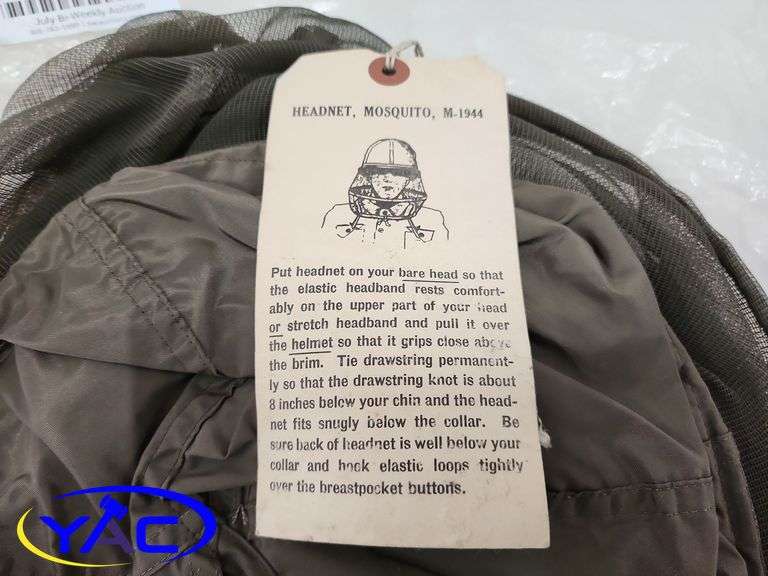 July Bi-Weekly Auction
HEADNET, MOSQUITO, M-1944
Put headnet on your bare head so that
the elastic headband rests comfort-
ably on the upper part of your head
or stretch headband and pull it over
the helmet so that it grips close above
the brim. Tie drawstring permanent-
ly so that the drawstring knot is about
8 inches below your chin and the head-
net fits snugly below the collar. Be
sure back of headnet is well below your
collar and hook elastic loops tightly
over the breastpocket buttons.
YAC